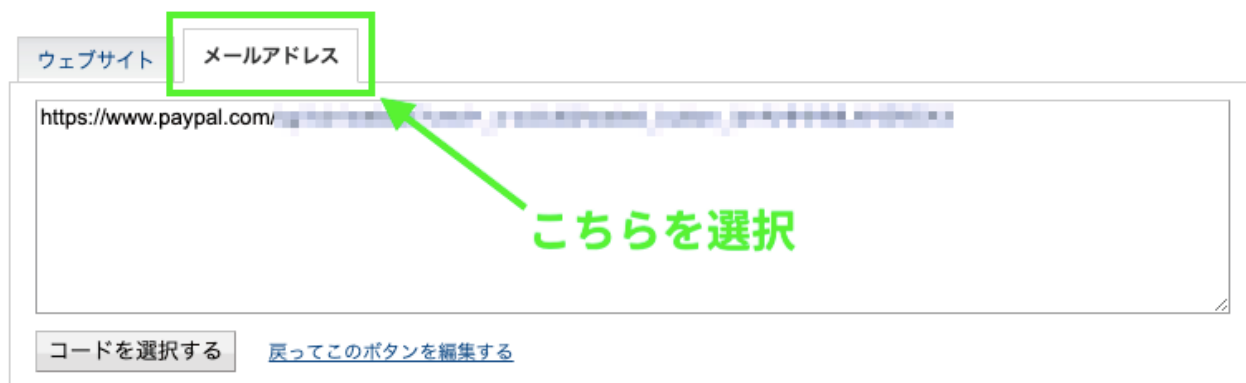 ウェブサイト メールアドレス
https://www.paypal.com/
こちらを選択
コードを選択する 戻ってこのボタンを編集する